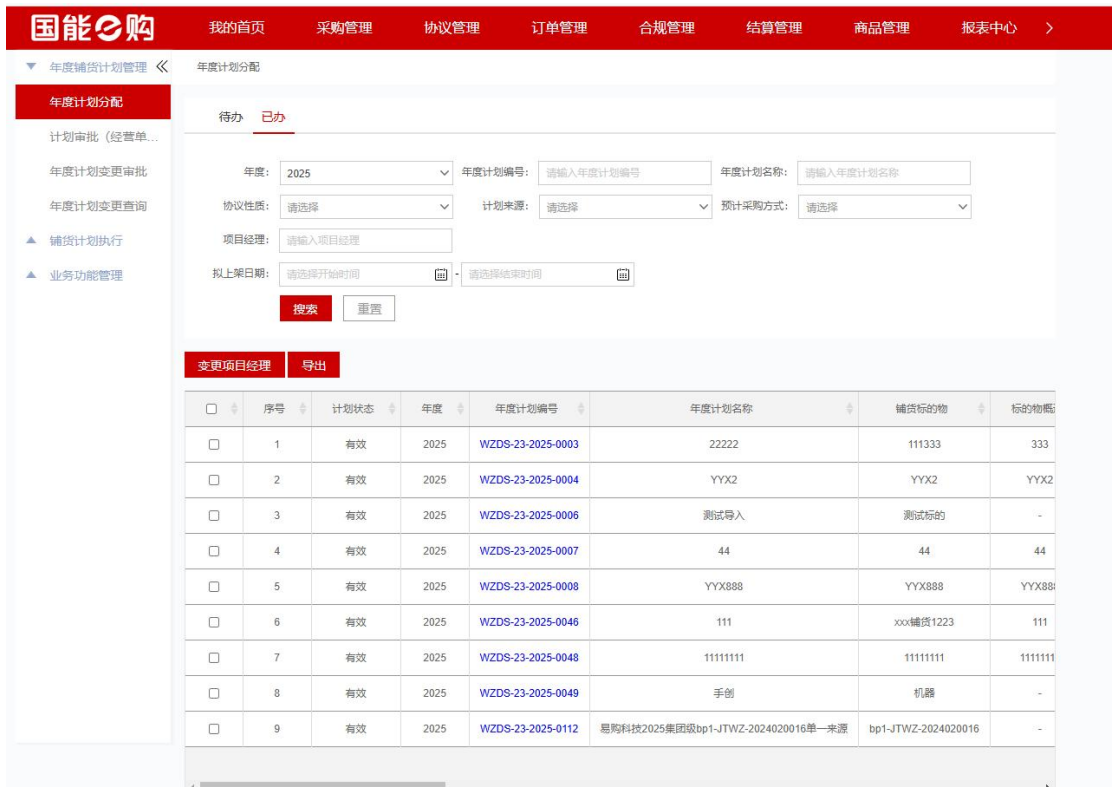 国能e购 我的首页 采购管理 协议管理 订单管理 合规管理 结算管理 商品管理 报表中心
年度铺货计划管理 年度计划分配
年度计划分配
计划审批（经营单...
年度计划变更审批
年度计划变更查询
铺货计划执行
业务功能管理
待办 已办
年度： 2025 年度计划编号： 请输入年度计划编号 年度计划名称： 请输入年度计划名称
协议性质： 请选择 计划来源： 请选择 预计采购方式： 请选择
项目经理： 请输入项目经理
拟上架日期： 请选择开始时间 - 请选择结束时间
搜索 重置
变更项目经理 导出
序号 计划状态 年度 年度计划编号 年度计划名称 铺货标的物 标的物概
1 有效 2025 WZDS-23-2025-0003 22222 111333 333
2 有效 2025 WZDS-23-2025-0004 YYX2 YYX2 YYX2
3 有效 2025 WZDS-23-2025-0006 测试导入 测试标的 -
4 有效 2025 WZDS-23-2025-0007 44 44 44
5 有效 2025 WZDS-23-2025-0008 YYX888 YYX888 YYX88
6 有效 2025 WZDS-23-2025-0046 111 xxx铺货1223 111
7 有效 2025 WZDS-23-2025-0048 11111111 11111111 1111111
8 有效 2025 WZDS-23-2025-0049 手创 机器 -
9 有效 2025 WZDS-23-2025-0112 易购科技2025集团级bp1-JTWZ-2024020016单一来源 bp1-JTWZ-2024020016 -